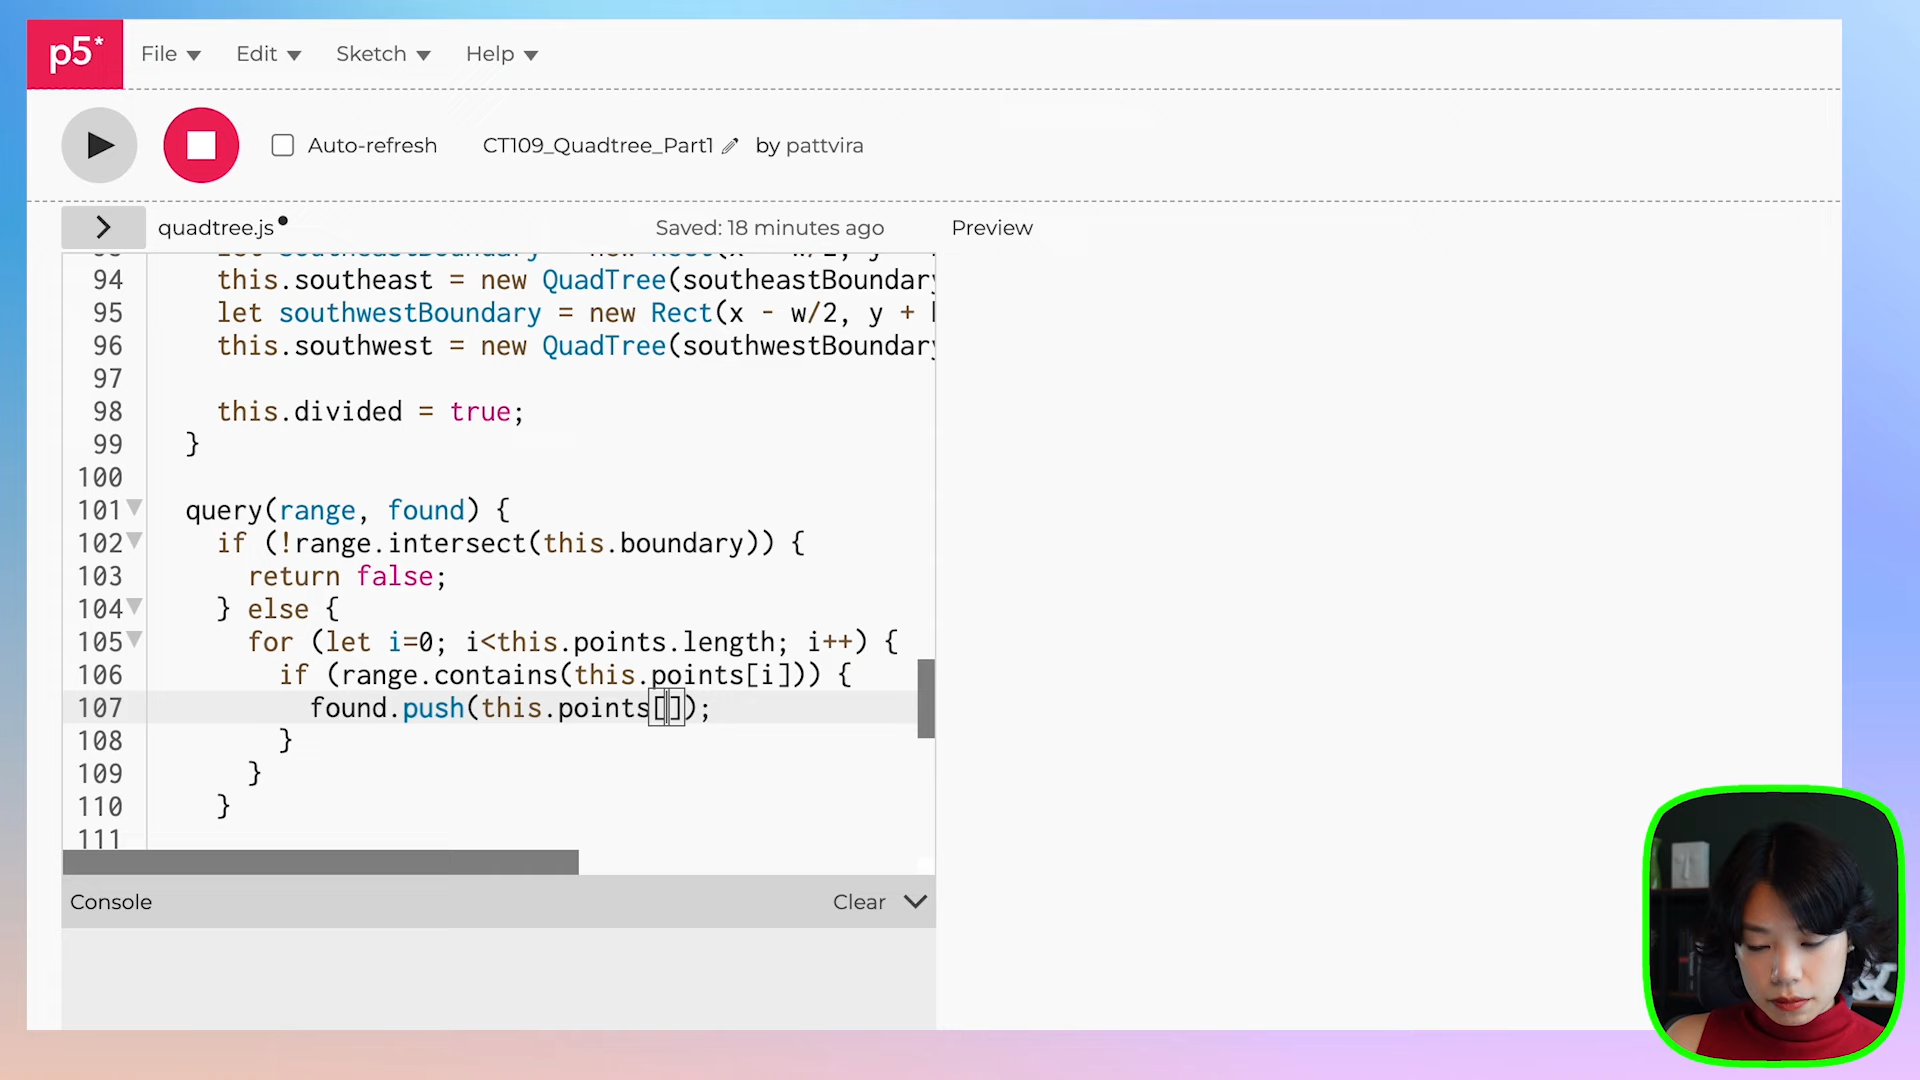 p5* File Edit Sketch Help
Auto-refresh CT109_Quadtree_Part1 by pattvira
quadtree.js Saved: 18 minutes ago Preview
94 this.southeast = new QuadTree(southeastBoundary
95 let southwestBoundary = new Rect(x - w/2, y +
96 this.southwest = new QuadTree(southwestBoundary
97
98 this.divided = true;
99 }
100
101 query(range, found) {
102 if (!range.intersect(this.boundary)) {
103 return false;
104 } else {
105 for (let i=0; i<this.points.length; i++) {
106 if (range.contains(this.points[i])) {
107 found.push(this.points[]);
108 }
109 }
110 }
111
Console Clear